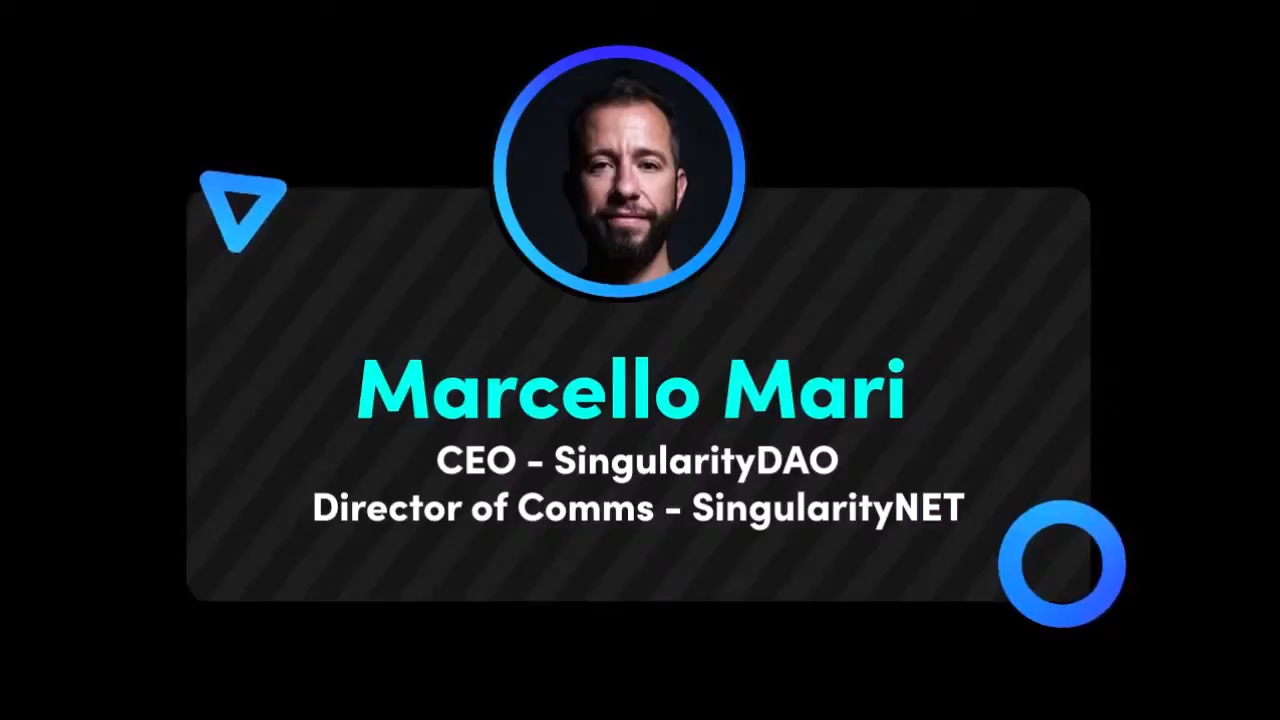 Marcello Mari
CEO - SingularityDAO
Director of Comms - SingularityNET